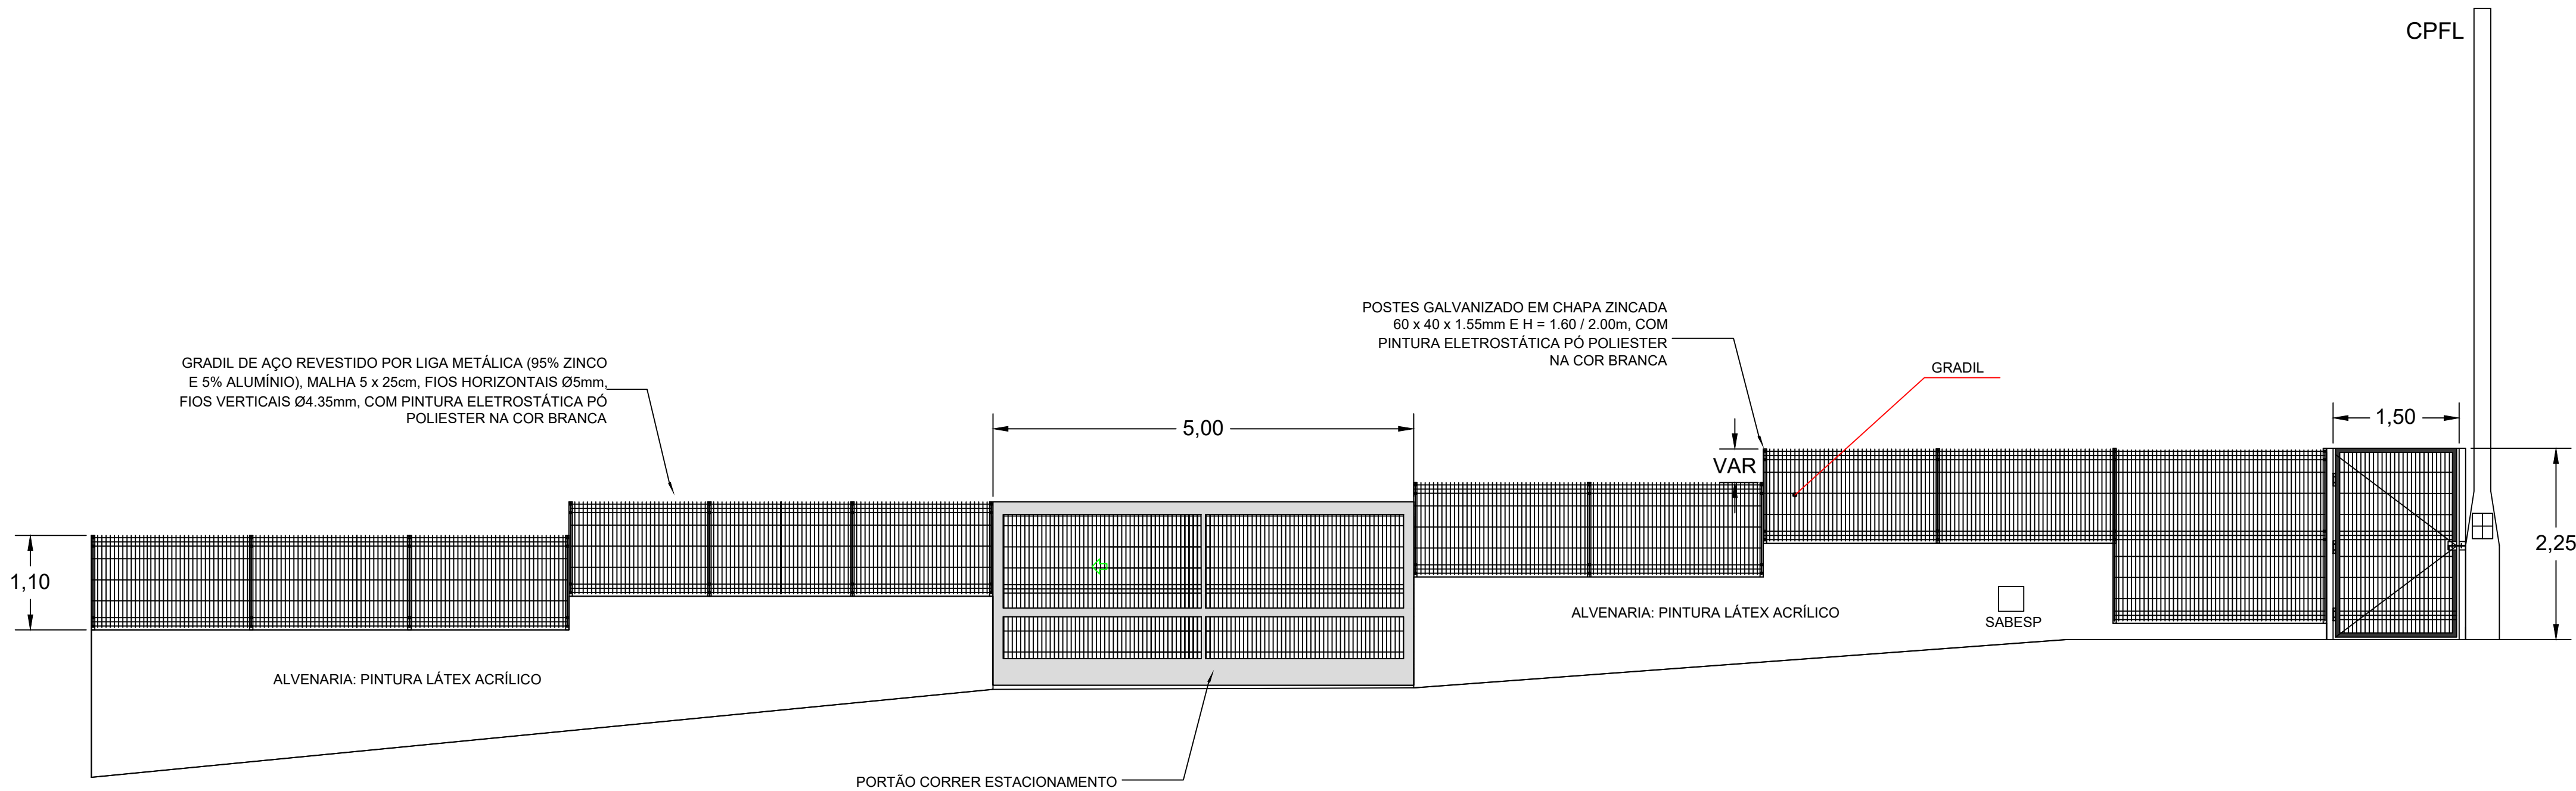 CPFL
POSTES GALVANIZADO EM CHAPA ZINCADA
60 x 40 x 1.55mm E H = 1.60 / 2.00m, COM
PINTURA ELETROSTÁTICA PÓ POLIESTER
NA COR BRANCA
GRADIL DE AÇO REVESTIDO POR LIGA METÁLICA (95% ZINCO
E 5% ALUMÍNIO), MALHA 5 x 25cm, FIOS HORIZONTAIS Ø5mm,
FIOS VERTICAIS Ø4.35mm, COM PINTURA ELETROSTÁTICA PÓ
POLIESTER NA COR BRANCA
GRADIL
1,50
5,00
VAR
2,25
1,10
ALVENARIA: PINTURA LÁTEX ACRÍLICO
SABESP
ALVENARIA: PINTURA LÁTEX ACRÍLICO
PORTÃO CORRER ESTACIONAMENTO